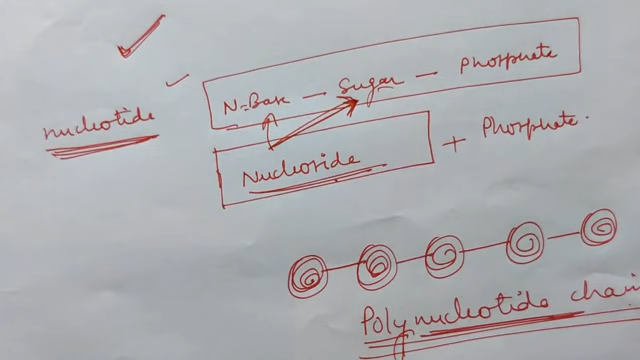 nucleotide
N-Base — Sugar — Phosphate
Nucleoside + Phosphate.
Polynucleotide chain